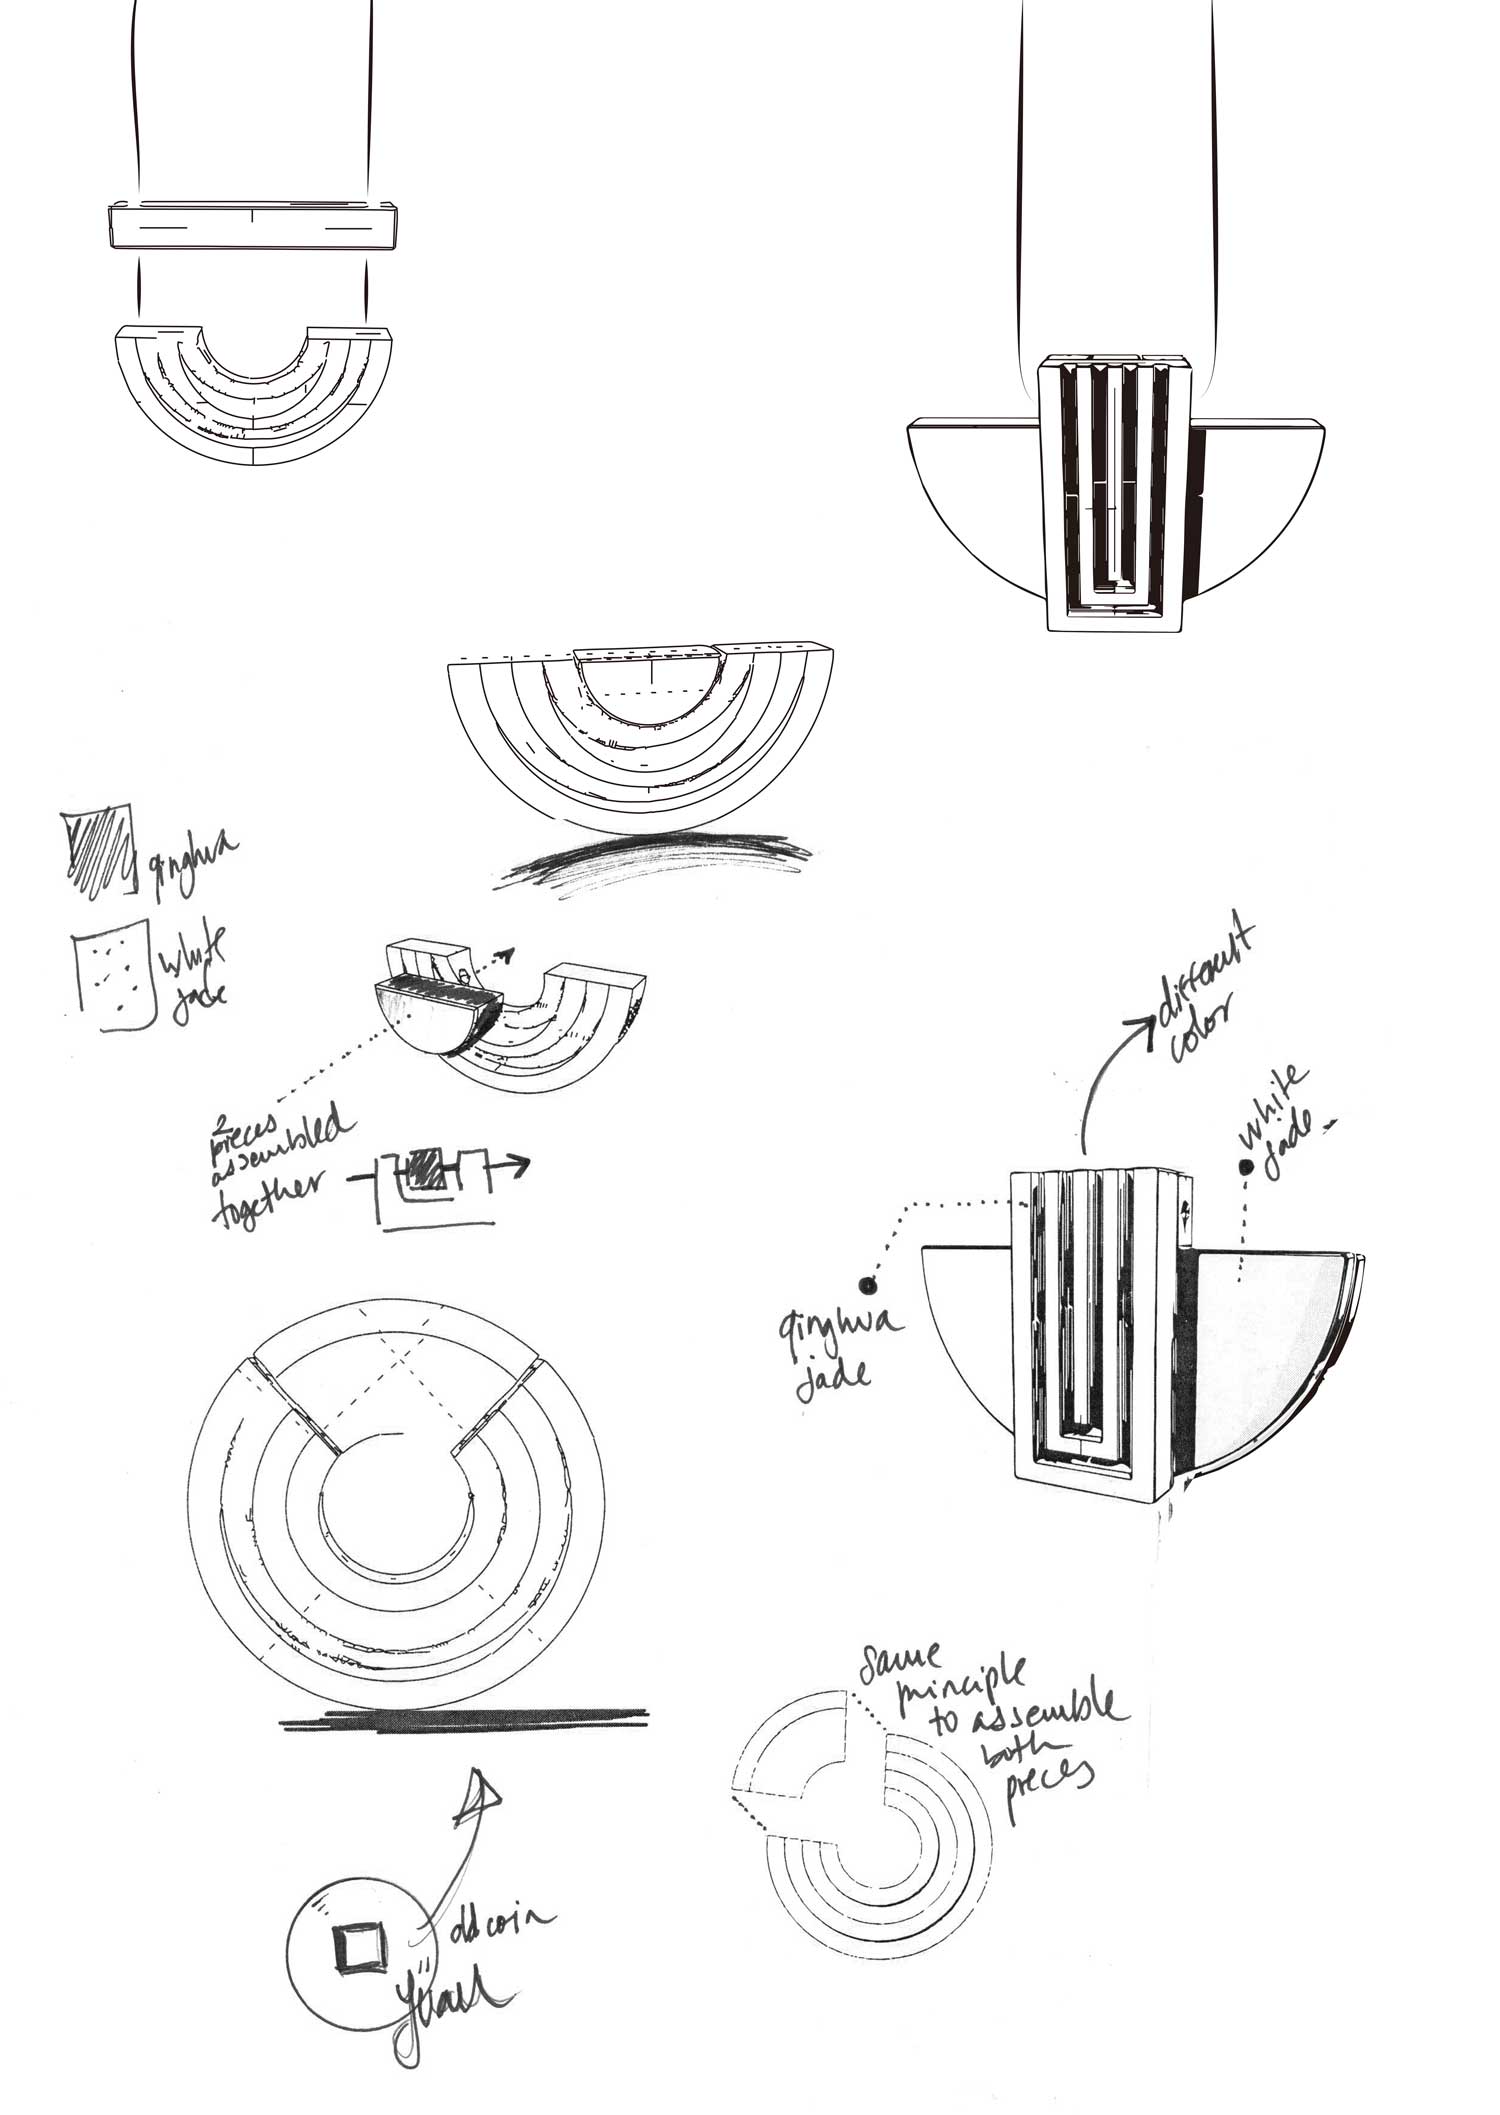 qinghua
white
jade
2
pieces
assembled
together
different
color
white
jade
qinghua
jade
same
principle
to assemble
both
pieces
old coin
yüan